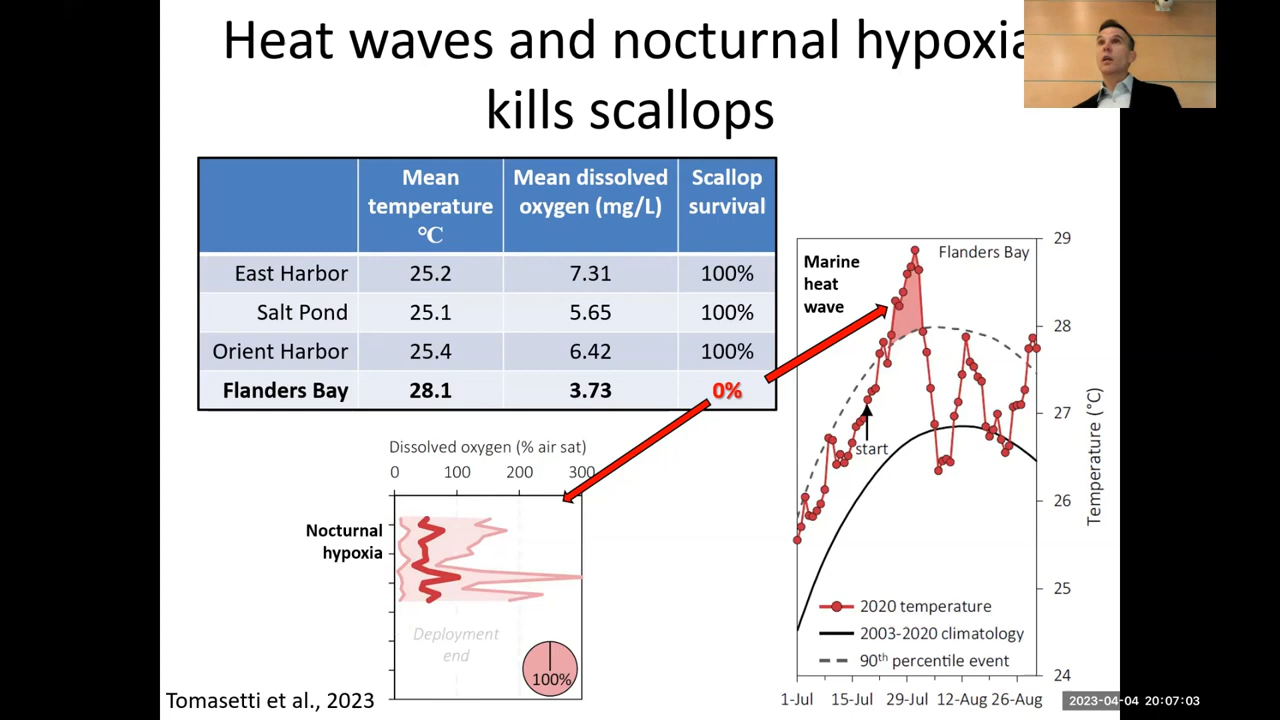 Heat waves and nocturnal hypoxia
kills scallops
Mean temperature °C
Mean dissolved oxygen (mg/L)
Scallop survival
East Harbor 25.2 7.31 100%
Salt Pond 25.1 5.65 100%
Orient Harbor 25.4 6.42 100%
Flanders Bay 28.1 3.73 0%
Dissolved oxygen (% air sat)
0 100 200 300
Nocturnal
hypoxia
Deployment
end
100%
Tomasetti et al., 2023
Flanders Bay
Marine
heat
wave
start
29
28
27
26
25
24
Temperature (°C)
2020 temperature
2003-2020 climatology
90th percentile event
1-Jul 15-Jul 29-Jul 12-Aug 26-Aug
2023-04-04 20:07:03